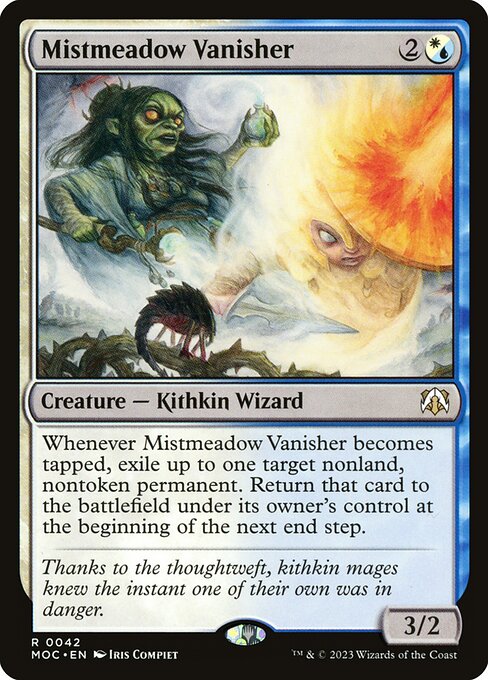 Mistmeadow Vanisher 2
Creature — Kithkin Wizard
Whenever Mistmeadow Vanisher becomes
tapped, exile up to one target nonland,
nontoken permanent. Return that card to
the battlefield under its owner's control at
the beginning of the next end step.
Thanks to the thoughtweft, kithkin mages
knew the instant one of their own was in
danger.
3/2
R 0042
MOC • EN Iris Compiet
™ & © 2023 Wizards of the Coast